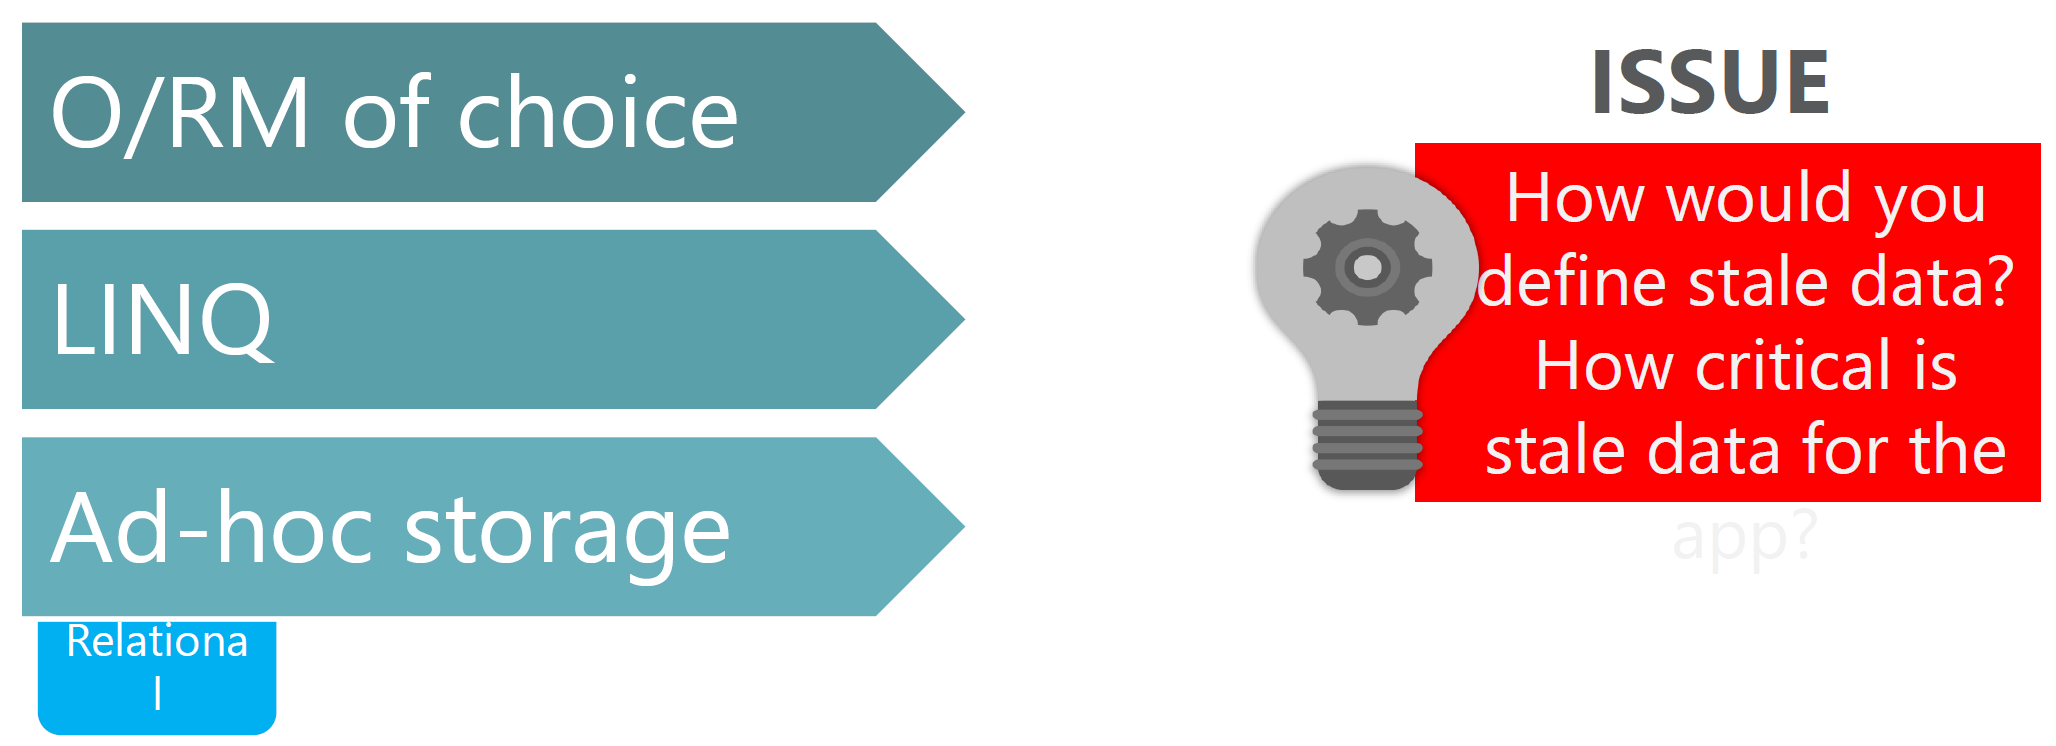 O/RM of choice
LINQ
Ad-hoc storage
Relationa
l
ISSUE
How would you
define stale data?
How critical is
stale data for the
app?